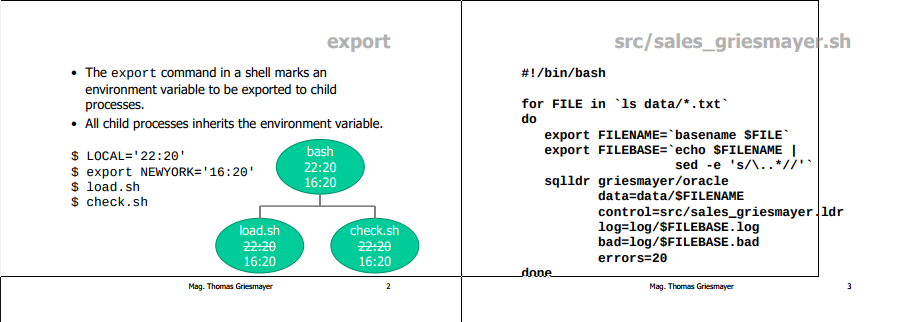 export
• The export command in a shell marks an
environment variable to be exported to child
processes.
• All child processes inherits the environment variable.
$ LOCAL='22:20'
$ export NEWYORK='16:20'
$ load.sh
$ check.sh
bash
22:20
16:20
load.sh
22:20
16:20
check.sh
22:20
16:20
Mag. Thomas Griesmayer
2
src/sales_griesmayer.sh
#!/bin/bash
for FILE in `ls data/*.txt`
do
export FILENAME=`basename $FILE`
export FILEBASE=`echo $FILENAME |
sed -e 's/\..*//'`
sqlldr griesmayer/oracle
data=data/$FILENAME
control=src/sales_griesmayer.ldr
log=log/$FILEBASE.log
bad=log/$FILEBASE.bad
errors=20
done
Mag. Thomas Griesmayer
3